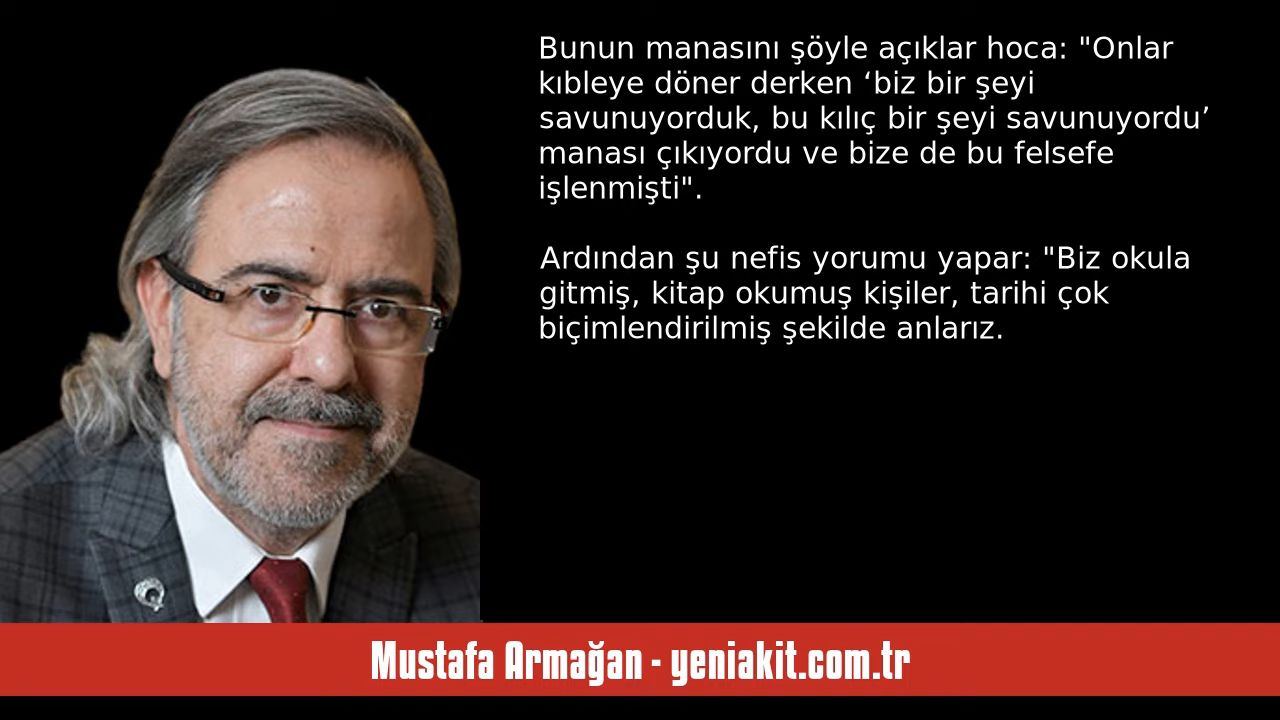 Bunun manasını şöyle açıklar hoca: "Onlar
kıbleye döner derken ‘biz bir şeyi
savunuyorduk, bu kılıç bir şeyi savunuyordu’
manası çıkıyordu ve bize de bu felsefe
işlenmişti".
Ardından şu nefis yorumu yapar: "Biz okula
gitmiş, kitap okumuş kişiler, tarihi çok
biçimlendirilmiş şekilde anlarız.
Mustafa Armağan - yeniakit.com.tr